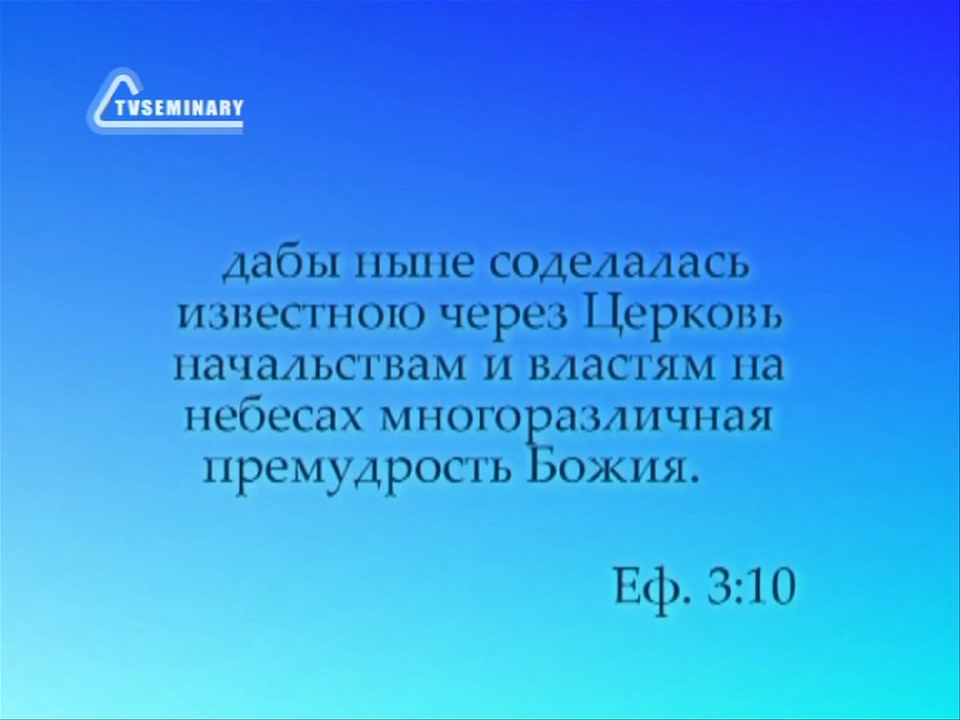 TVSEMINARY
дабы ныне соделалась
известною через Церковь
начальствам и властям на
небесах многоразличная
премудрость Божия.
Еф. 3:10